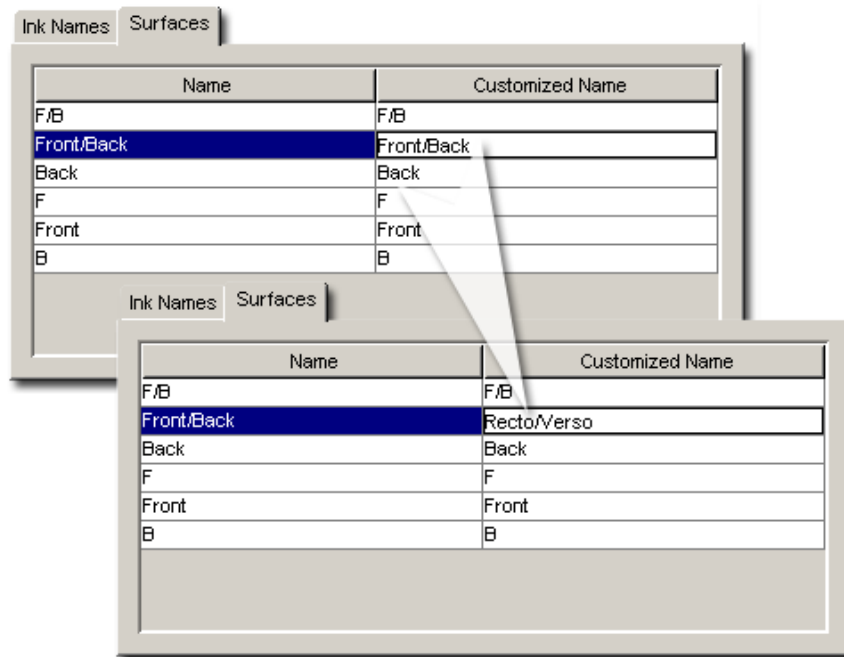 Ink Names Surfaces
Name Customized Name
F/B F/B
Front/Back Front/Back
Back Back
F F
Front Front
B B
Ink Names Surfaces
Name Customized Name
F/B F/B
Front/Back Recto/Verso
Back Back
F F
Front Front
B B